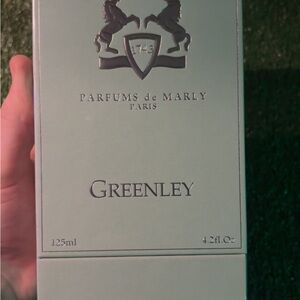 1743
PARFUMS de MARLY
PARIS
GREENLEY
125ml 4.2fl.Oz